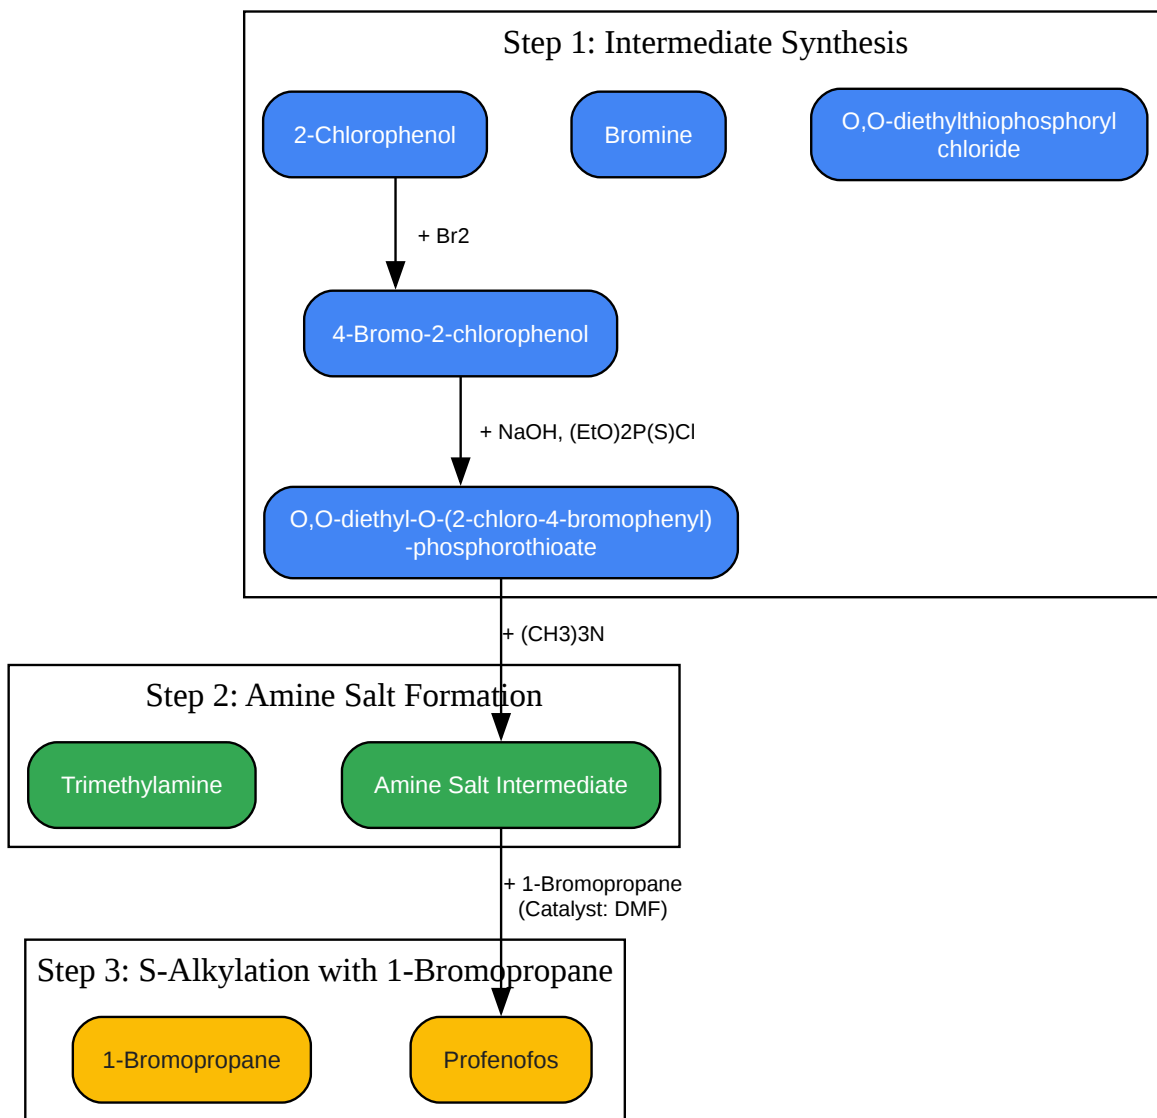 Step 1: Intermediate Synthesis
2-Chlorophenol
Bromine
O,O-diethylthiophosphoryl
chloride
+ Br2
4-Bromo-2-chlorophenol
+ NaOH, (EtO)2P(S)Cl
O,O-diethyl-O-(2-chloro-4-bromophenyl)
-phosphorothioate
+ (CH3)3N
Step 2: Amine Salt Formation
Trimethylamine
Amine Salt Intermediate
+ 1-Bromopropane
(Catalyst: DMF)
Step 3: S-Alkylation with 1-Bromopropane
1-Bromopropane
Profenofos